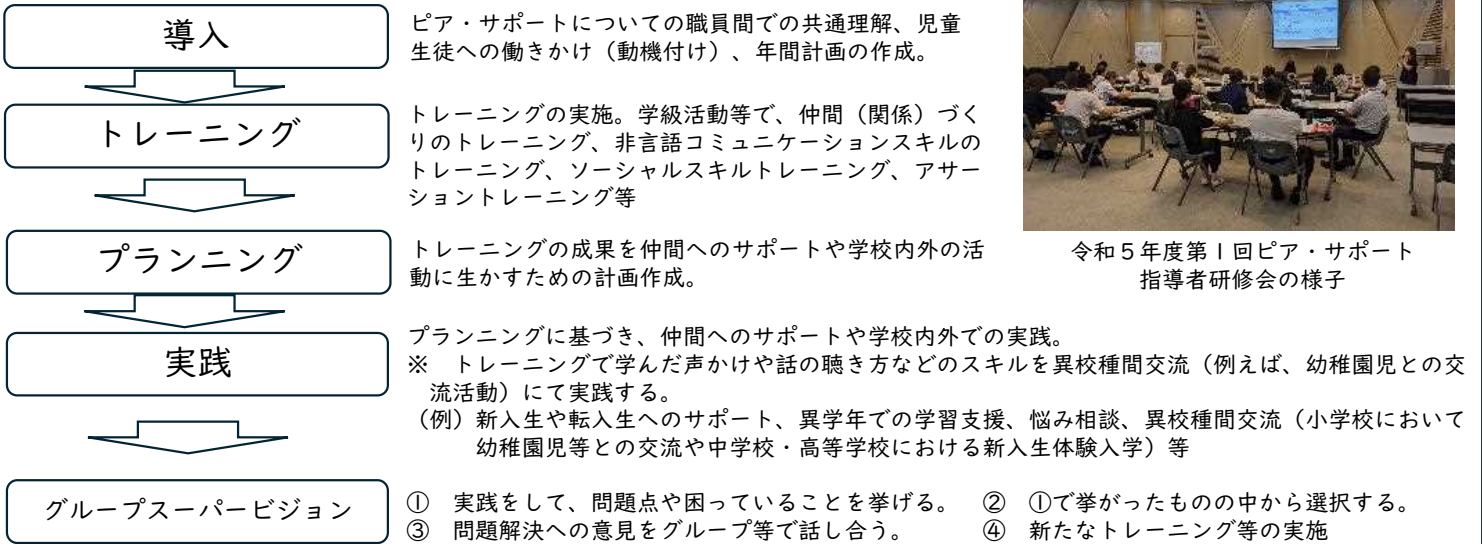 導入
ピア・サポートについての職員間での共通理解、児童
生徒への働きかけ（動機付け）、年間計画の作成。
トレーニング
トレーニングの実施。学級活動等で、仲間（関係）づく
りのトレーニング、非言語コミュニケーションスキルの
トレーニング、ソーシャルスキルトレーニング、アサー
ショントレーニング等
プランニング
トレーニングの成果を仲間へのサポートや学校内外の活
動に生かすための計画作成。
令和５年度第１回ピア・サポート
指導者研修会の様子
実践
プランニングに基づき、仲間へのサポートや学校内外での実践。
※　トレーニングで学んだ声かけや話の聴き方などのスキルを異校種間交流（例えば、幼稚園児との交
流活動）にて実践する。
（例）新入生や転入生へのサポート、異学年での学習支援、悩み相談、異校種間交流（小学校において
幼稚園児等との交流や中学校・高等学校における新入生体験入学）等
グループスーパービジョン
①　実践をして、問題点や困っていることを挙げる。　②　①で挙がったものの中から選択する。
③　問題解決への意見をグループ等で話し合う。　④　新たなトレーニング等の実施